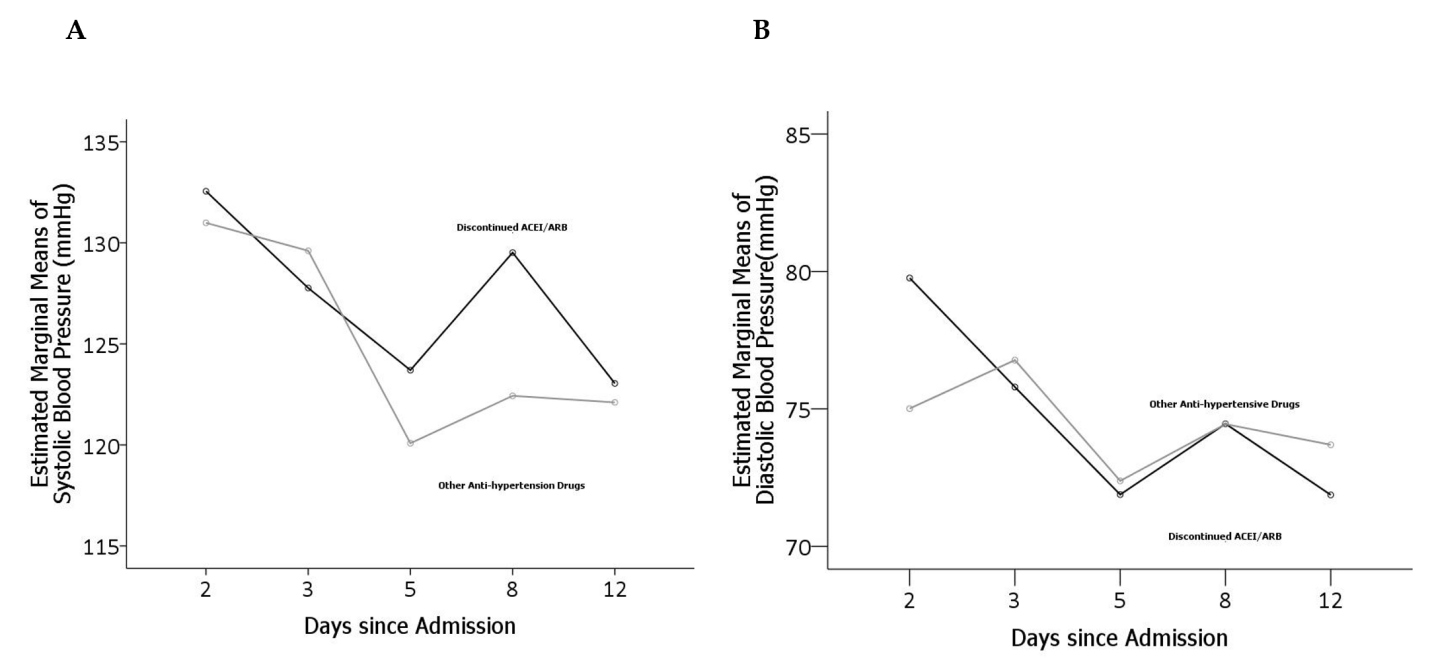 A
B
135
130
125
120
115
Estimated Marginal Means of
Systolic Blood Pressure (mmHg)
Discontinued ACEI/ARB
Other Anti-hypertension Drugs
2 3 5 8 12
Days since Admission
85
80
75
70
Estimated Marginal Means of
Diastolic Blood Pressure(mmHg)
Other Anti-hypertensive Drugs
Discontinued ACEI/ARB
2 3 5 8 12
Days since Admission